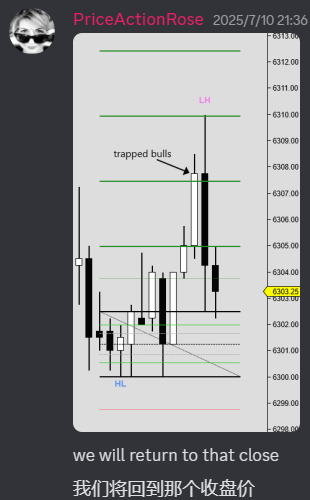 PriceActionRose 2025/7/10 21:36
6313.00
6312.00
6311.00
LH
6310.00
6309.00
trapped bulls
6308.00
6307.00
6306.00
6305.00
6304.00
6303.25
6303.00
6302.00
6301.00
6300.00
HL
6299.00
6298.00
we will return to that close
我们将回到那个收盘价